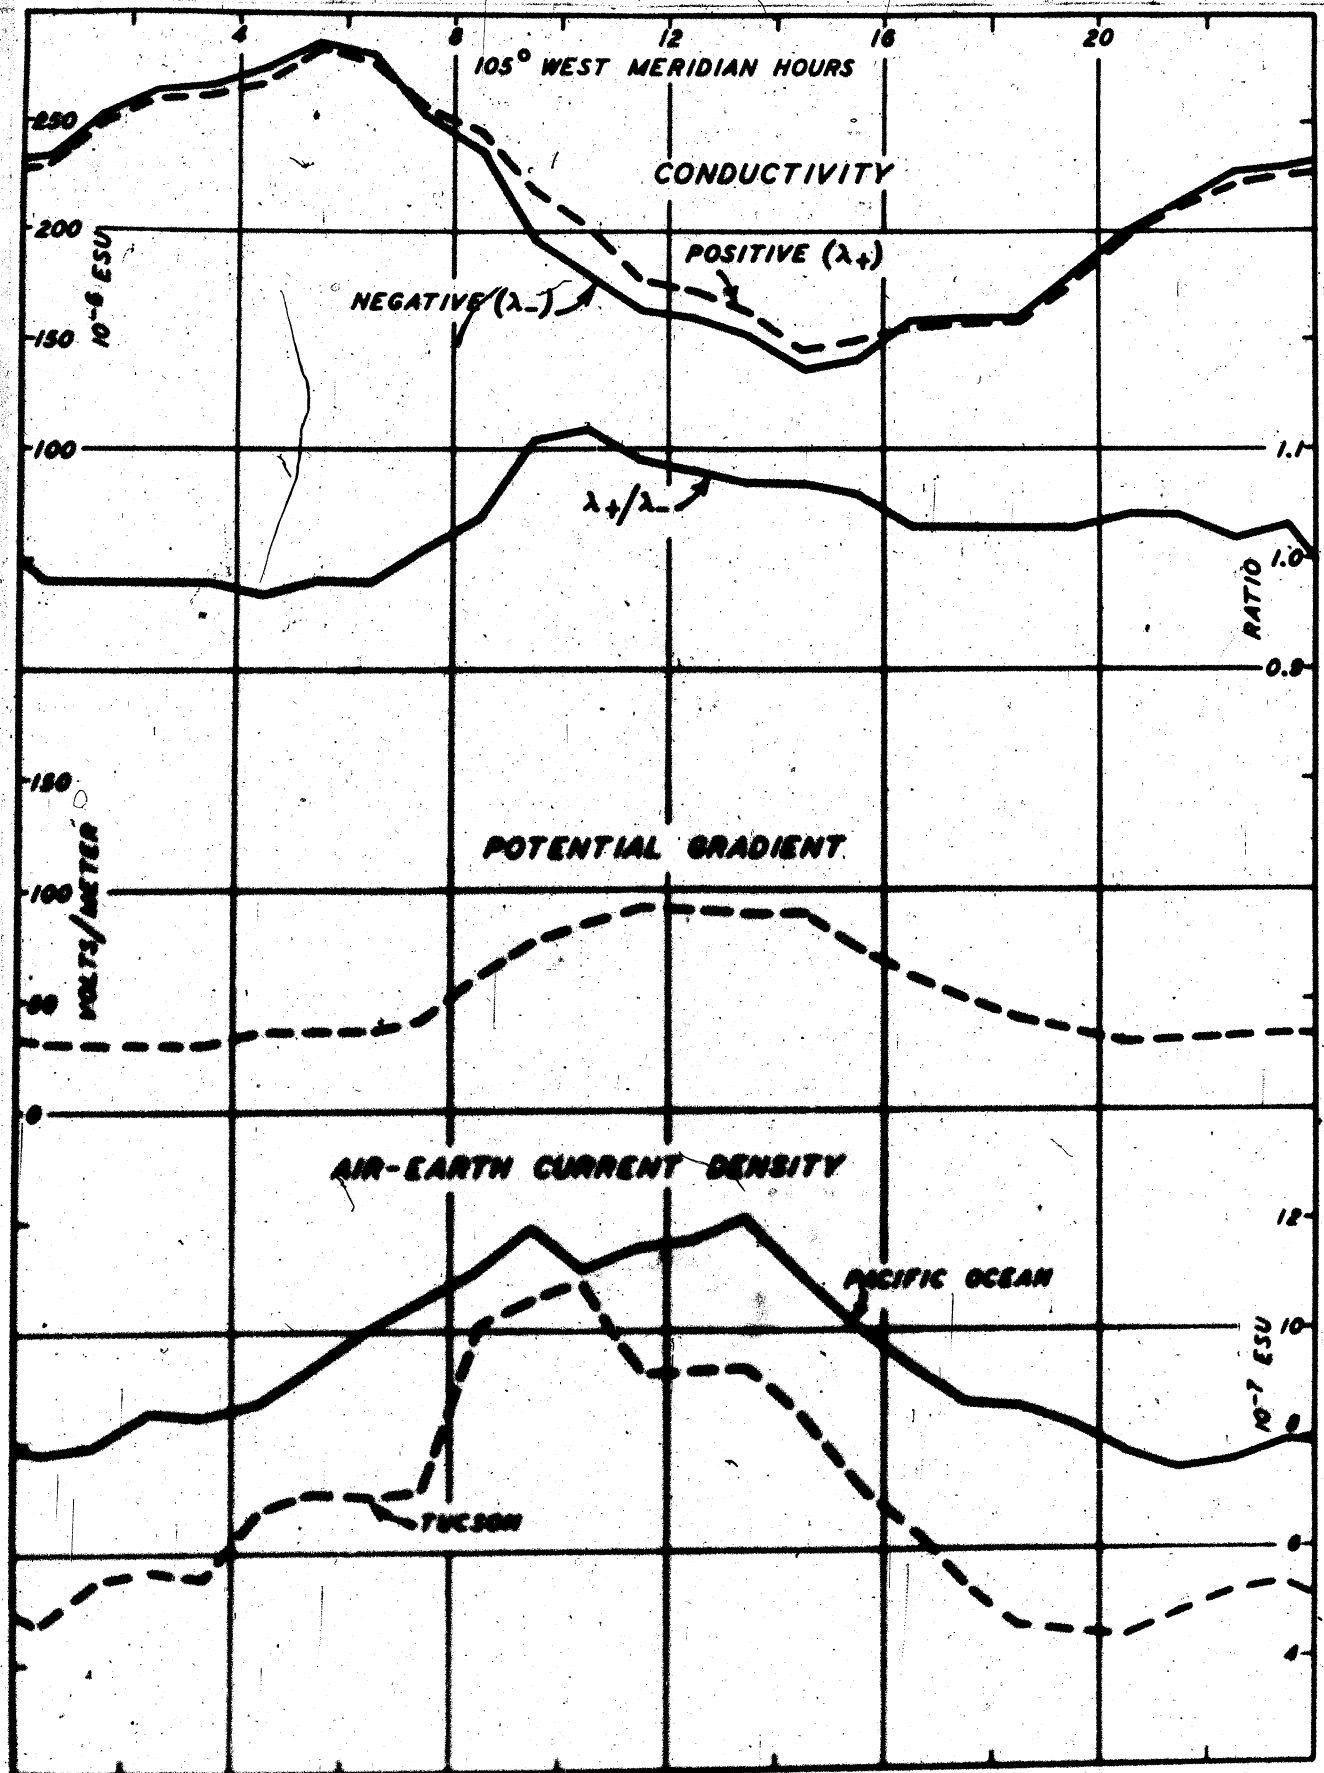 4 8 12 16 20
105° WEST MERIDIAN HOURS
250
CONDUCTIVITY
200
POSITIVE (λ+)
10⁻⁶ ESU
NEGATIVE (λ−)
150
100
1.1
λ+/λ−
1.0
RATIO
0.9
150
POTENTIAL GRADIENT
100
VOLTS/METER
50
0
AIR-EARTH CURRENT DENSITY
12
PACIFIC OCEAN
10
10⁻⁷ ESU
8
TUCSON
6
4